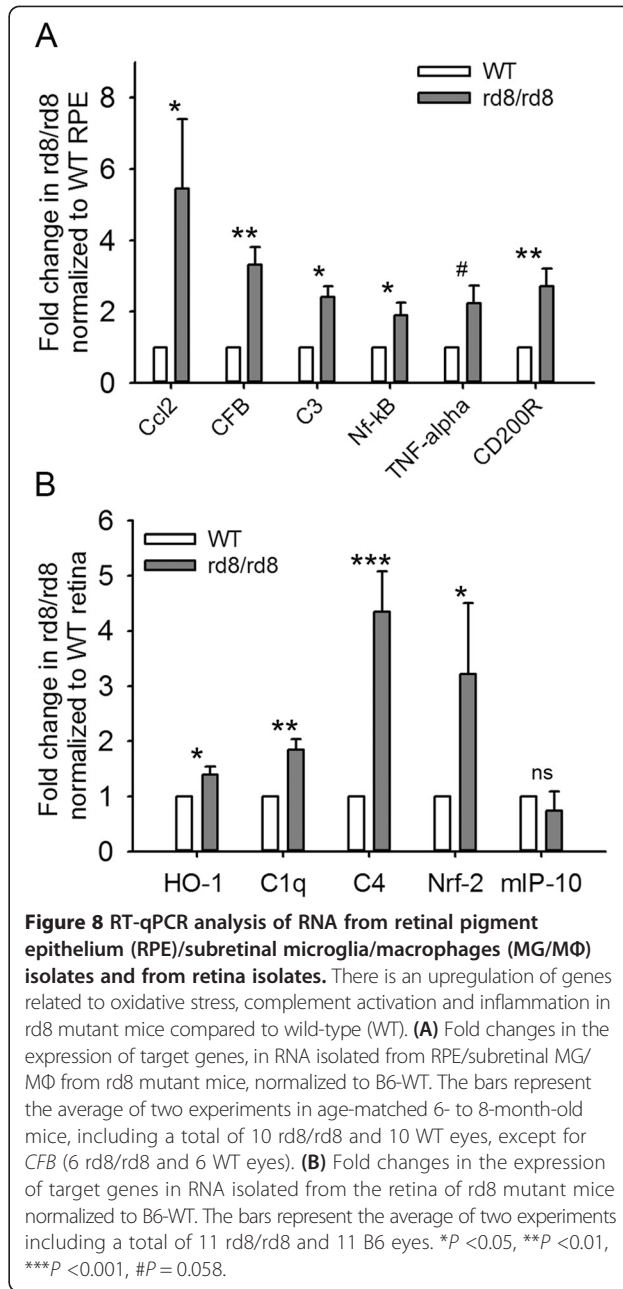 A
WT
rd8/rd8
Fold change in rd8/rd8
normalized to WT RPE
8
6
4
2
0
*
**
*
*
#
**
Ccl2
CFB
C3
Nf-kB
TNF-alpha
CD200R
B
WT
rd8/rd8
Fold change in rd8/rd8
normalized to WT retina
6
5
4
3
2
1
0
*
**
***
*
ns
HO-1 C1q C4 Nrf-2 mIP-10
Figure 8 RT-qPCR analysis of RNA from retinal pigment
epithelium (RPE)/subretinal microglia/macrophages (MG/MΦ)
isolates and from retina isolates. There is an upregulation of genes
related to oxidative stress, complement activation and inflammation in
rd8 mutant mice compared to wild-type (WT). (A) Fold changes in the
expression of target genes, in RNA isolated from RPE/subretinal MG/
MΦ from rd8 mutant mice, normalized to B6-WT. The bars represent
the average of two experiments in age-matched 6- to 8-month-old
mice, including a total of 10 rd8/rd8 and 10 WT eyes, except for
CFB (6 rd8/rd8 and 6 WT eyes). (B) Fold changes in the expression
of target genes in RNA isolated from the retina of rd8 mutant mice
normalized to B6-WT. The bars represent the average of two experiments
including a total of 11 rd8/rd8 and 11 B6 eyes. *P <0.05, **P <0.01,
***P <0.001, #P = 0.058.